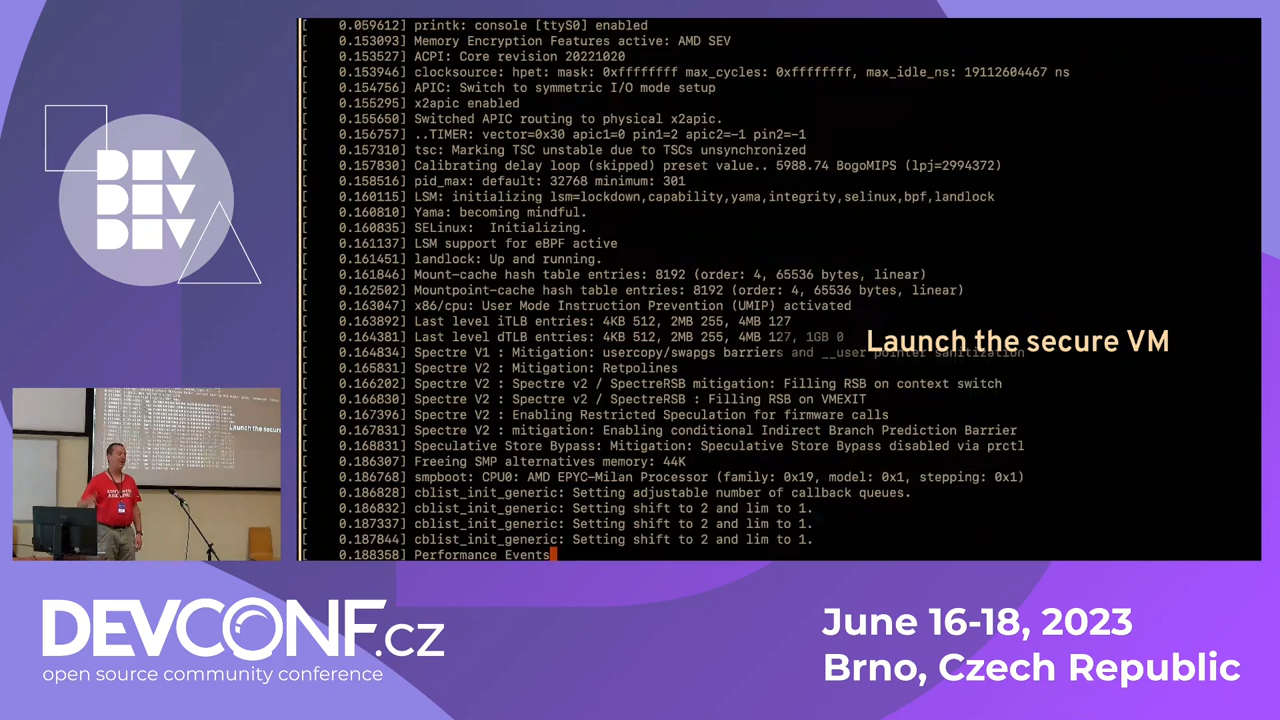 [ 0.059612] printk: console [ttyS0] enabled
[ 0.153093] Memory Encryption Features active: AMD SEV
[ 0.153527] ACPI: Core revision 20221020
[ 0.153946] clocksource: hpet: mask: 0xffffffff max_cycles: 0xffffffff, max_idle_ns: 19112604467 ns
[ 0.154756] APIC: Switch to symmetric I/O mode setup
[ 0.155295] x2apic enabled
[ 0.155650] Switched APIC routing to physical x2apic.
[ 0.156757] ..TIMER: vector=0x30 apic1=0 pin1=2 apic2=-1 pin2=-1
[ 0.157310] tsc: Marking TSC unstable due to TSCs unsynchronized
[ 0.157830] Calibrating delay loop (skipped) preset value.. 5988.74 BogoMIPS (lpj=2994372)
[ 0.158516] pid_max: default: 32768 minimum: 301
[ 0.160115] LSM: initializing lsm=lockdown,capability,yama,integrity,selinux,bpf,landlock
[ 0.160810] Yama: becoming mindful.
[ 0.160835] SELinux:  Initializing.
[ 0.161137] LSM support for eBPF active
[ 0.161451] landlock: Up and running.
[ 0.161846] Mount-cache hash table entries: 8192 (order: 4, 65536 bytes, linear)
[ 0.162502] Mountpoint-cache hash table entries: 8192 (order: 4, 65536 bytes, linear)
[ 0.163047] x86/cpu: User Mode Instruction Prevention (UMIP) activated
[ 0.163892] Last level iTLB entries: 4KB 512, 2MB 255, 4MB 127
[ 0.164381] Last level dTLB entries: 4KB 512, 2MB 255, 4MB 127, 1GB 0
Launch the secure VM
[ 0.164834] Spectre V1 : Mitigation: usercopy/swapgs barriers and __user pointer sanitization
[ 0.165831] Spectre V2 : Mitigation: Retpolines
[ 0.166202] Spectre V2 : Spectre v2 / SpectreRSB mitigation: Filling RSB on context switch
[ 0.166830] Spectre V2 : Spectre v2 / SpectreRSB : Filling RSB on VMEXIT
[ 0.167396] Spectre V2 : Enabling Restricted Speculation for firmware calls
[ 0.167831] Spectre V2 : mitigation: Enabling conditional Indirect Branch Prediction Barrier
[ 0.168831] Speculative Store Bypass: Mitigation: Speculative Store Bypass disabled via prctl
[ 0.186307] Freeing SMP alternatives memory: 44K
[ 0.186768] smpboot: CPU0: AMD EPYC-Milan Processor (family: 0x19, model: 0x1, stepping: 0x1)
[ 0.186828] cblist_init_generic: Setting adjustable number of callback queues.
[ 0.186832] cblist_init_generic: Setting shift to 2 and lim to 1.
[ 0.187337] cblist_init_generic: Setting shift to 2 and lim to 1.
[ 0.187844] cblist_init_generic: Setting shift to 2 and lim to 1.
[ 0.188358] Performance Events
DEV
DEV
DEV
Launch the secure
DEVCONF.cz
open source community conference
June 16-18, 2023
Brno, Czech Republic